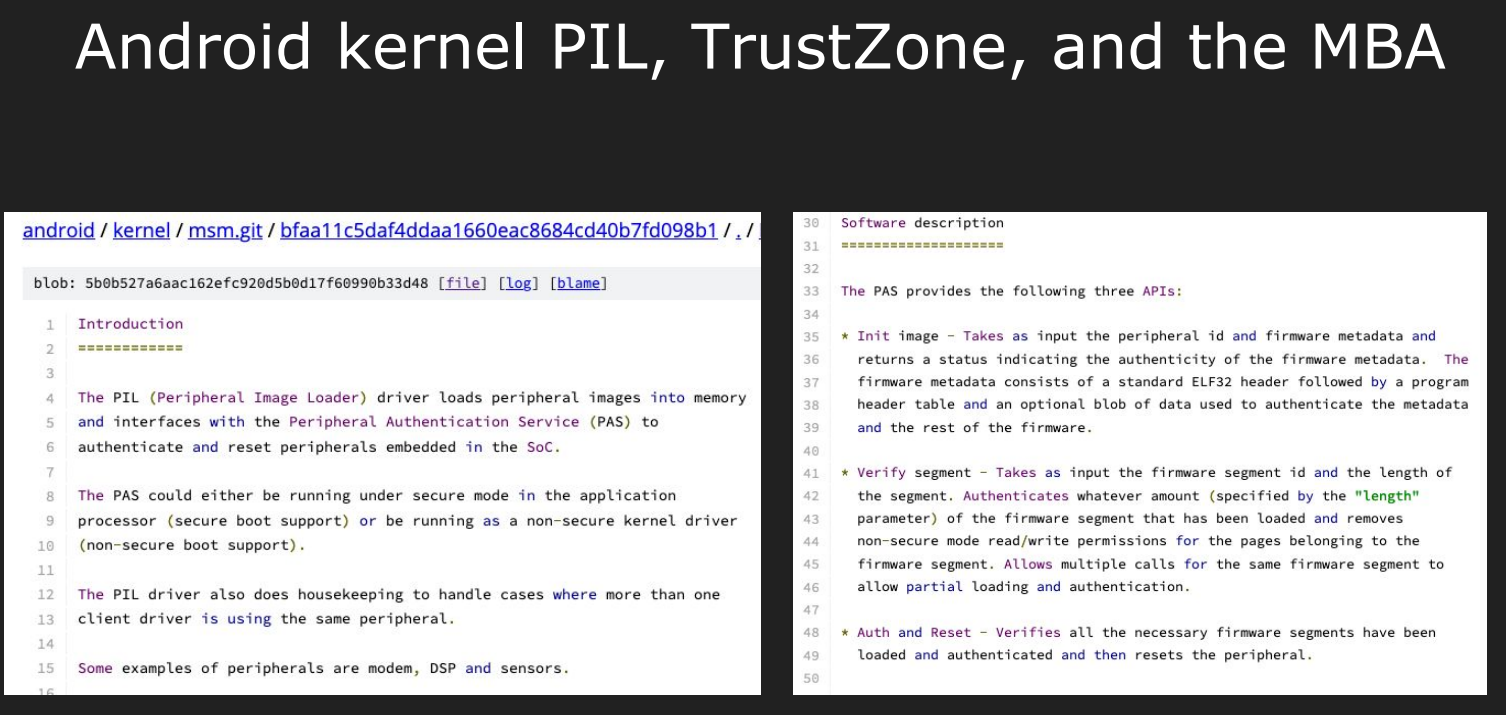 Android kernel PIL, TrustZone, and the MBA
android / kernel / msm.git / bfaa11c5daf4ddaa1660eac8684cd40b7fd098b1 / . /
blob: 5b0b527a6aac162efc920d5b0d17f60990b33d48 [file] [log] [blame]
1 Introduction
2 ============
3
4 The PIL (Peripheral Image Loader) driver loads peripheral images into memory
5 and interfaces with the Peripheral Authentication Service (PAS) to
6 authenticate and reset peripherals embedded in the SoC.
7
8 The PAS could either be running under secure mode in the application
9 processor (secure boot support) or be running as a non-secure kernel driver
10 (non-secure boot support).
11
12 The PIL driver also does housekeeping to handle cases where more than one
13 client driver is using the same peripheral.
14
15 Some examples of peripherals are modem, DSP and sensors.
16
30 Software description
31 ====================
32
33 The PAS provides the following three APIs:
34
35 * Init image - Takes as input the peripheral id and firmware metadata and
36 returns a status indicating the authenticity of the firmware metadata. The
37 firmware metadata consists of a standard ELF32 header followed by a program
38 header table and an optional blob of data used to authenticate the metadata
39 and the rest of the firmware.
40
41 * Verify segment - Takes as input the firmware segment id and the length of
42 the segment. Authenticates whatever amount (specified by the "length"
43 parameter) of the firmware segment that has been loaded and removes
44 non-secure mode read/write permissions for the pages belonging to the
45 firmware segment. Allows multiple calls for the same firmware segment to
46 allow partial loading and authentication.
47
48 * Auth and Reset - Verifies all the necessary firmware segments have been
49 loaded and authenticated and then resets the peripheral.
50